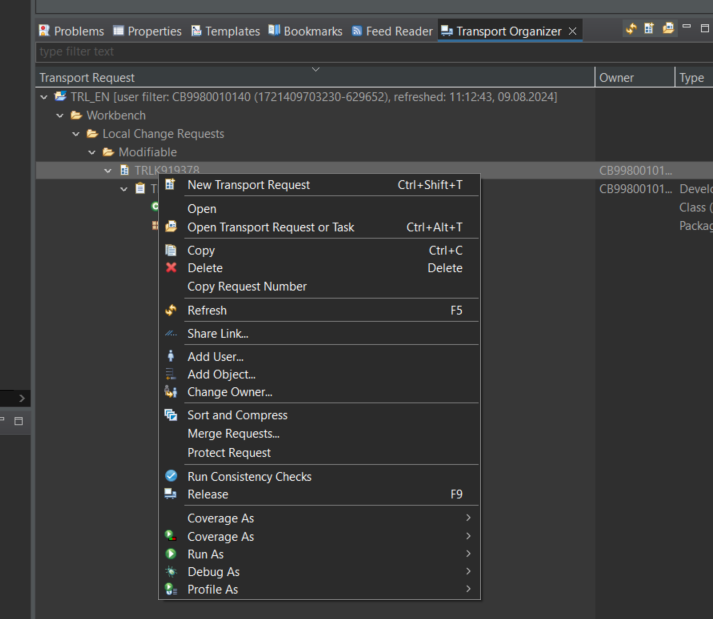 Problems Properties Templates Bookmarks Feed Reader Transport Organizer
type filter text
Transport Request Owner Type
TRL_EN [user filter: CB9980010140 (1721409703230-629652), refreshed: 11:12:43, 09.08.2024]
Workbench
Local Change Requests
Modifiable
TRLK919378 CB99800101...
T CB99800101... Develo
Class (
Packag
New Transport Request Ctrl+Shift+T
Open
Open Transport Request or Task Ctrl+Alt+T
Copy Ctrl+C
Delete Delete
Copy Request Number
Refresh F5
Share Link...
Add User...
Add Object...
Change Owner...
Sort and Compress
Merge Requests...
Protect Request
Run Consistency Checks
Release F9
Coverage As
Coverage As
Run As
Debug As
Profile As